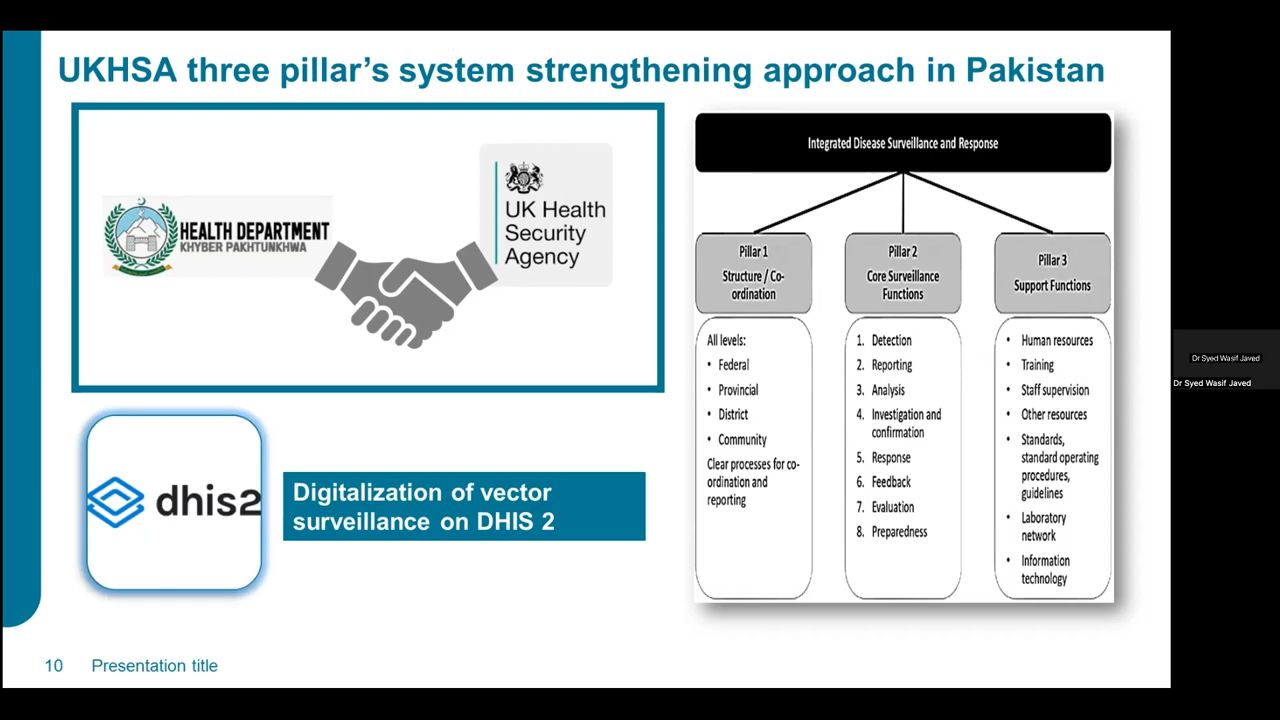 UKHSA three pillar’s system strengthening approach in Pakistan
HEALTH DEPARTMENT
KHYBER PAKHTUNKHWA
UK Health
Security
Agency
dhis2
Digitalization of vector
surveillance on DHIS 2
Integrated Disease Surveillance and Response
Pillar 1
Structure / Co-
ordination
All levels:
• Federal
• Provincial
• District
• Community
Clear processes for co-
ordination and
reporting
Pillar 2
Core Surveillance
Functions
1. Detection
2. Reporting
3. Analysis
4. Investigation and
confirmation
5. Response
6. Feedback
7. Evaluation
8. Preparedness
Pillar 3
Support Functions
• Human resources
• Training
• Staff supervision
• Other resources
• Standards,
standard operating
procedures,
guidelines
• Laboratory
network
• Information
technology
Dr Syed Wasif Javed
Dr Syed Wasif Javed
10 Presentation title